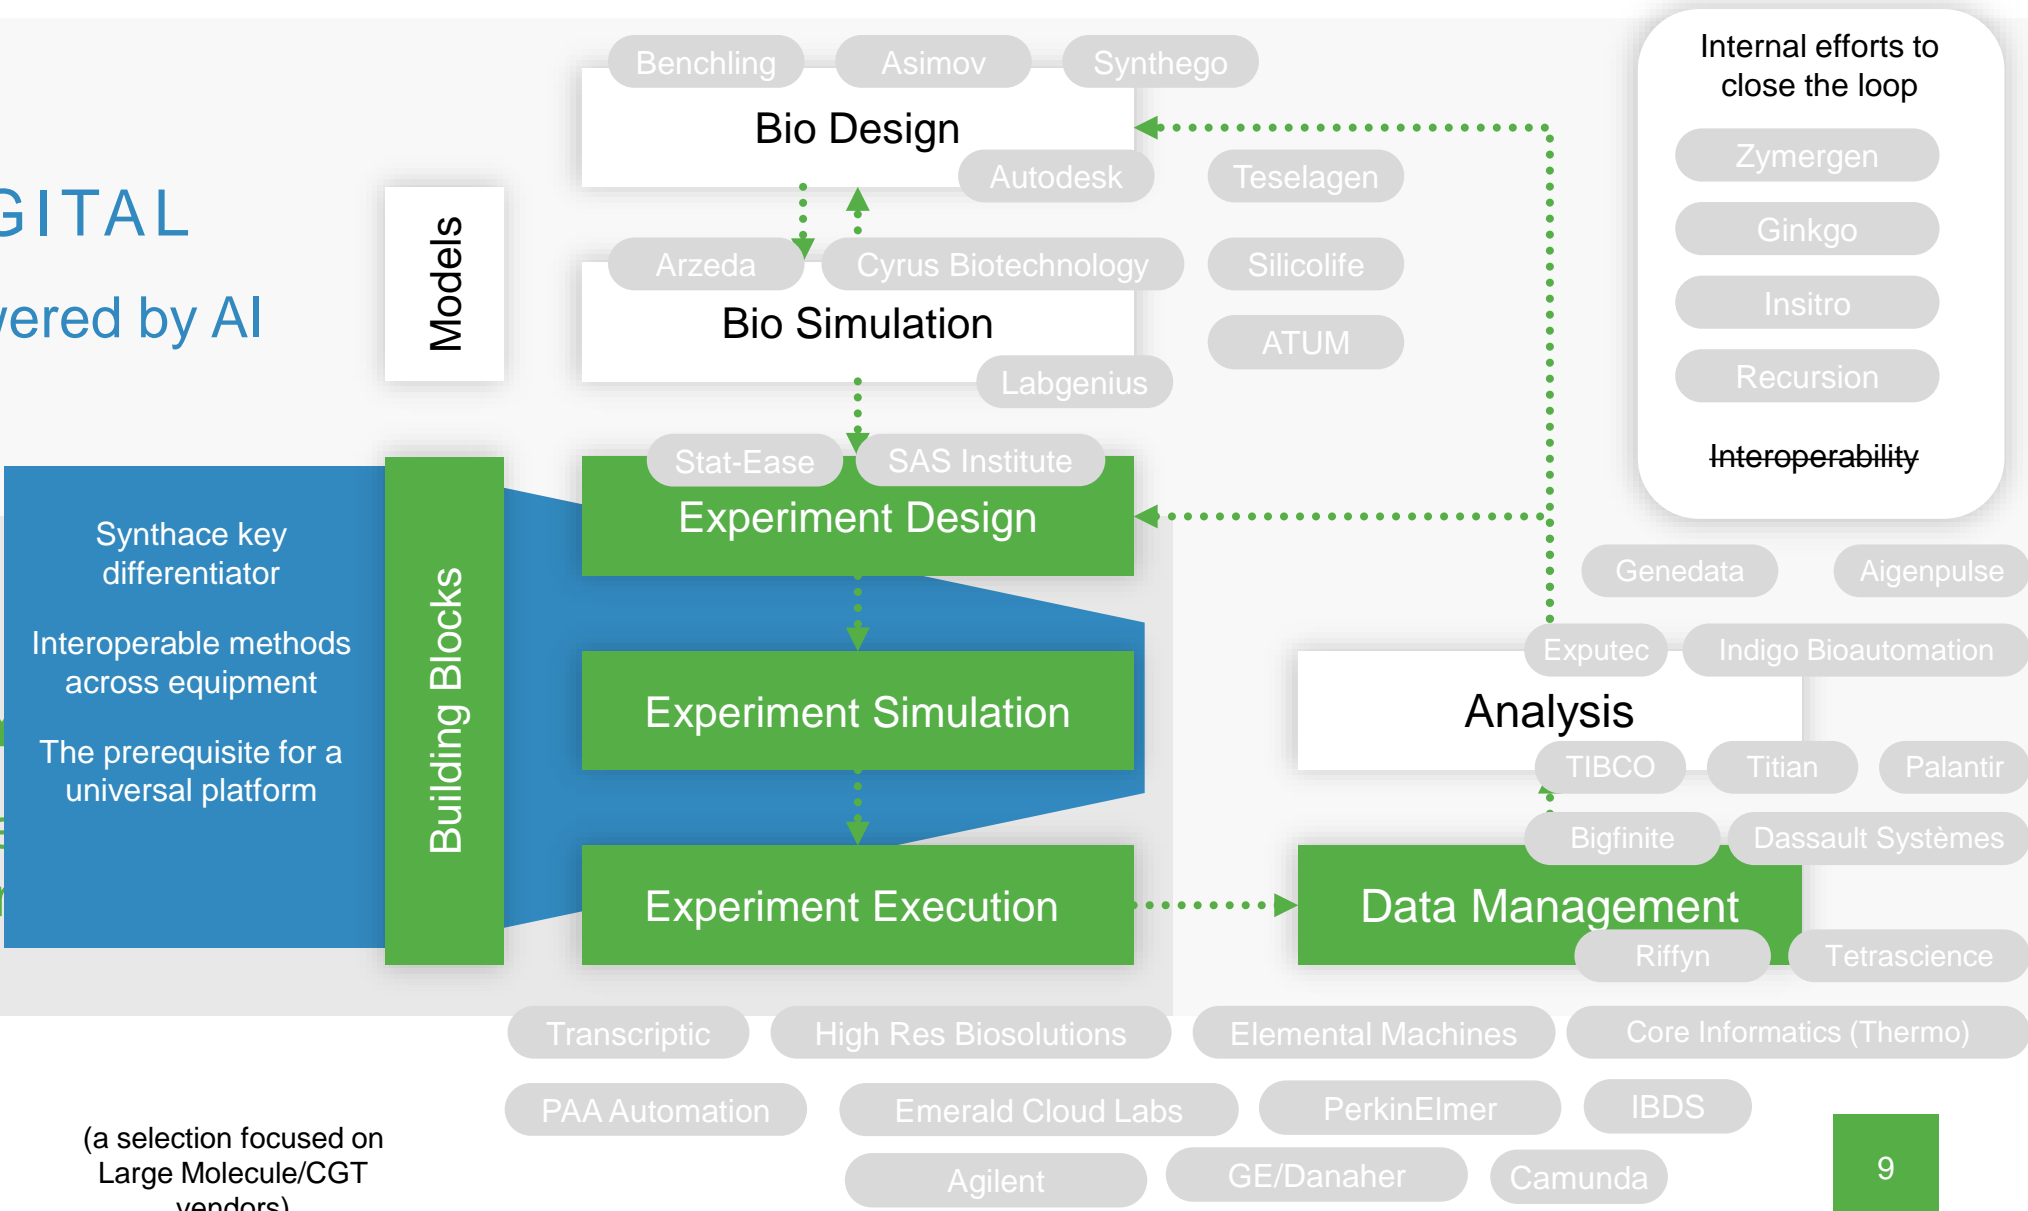 Internal efforts to
close the loop
Benchling
Asimov
Synthego
Bio Design
Autodesk
Teselagen
Zymergen
Ginkgo
Insitro
Recursion
Interoperability
GITAL
wered by AI
Models
Arzeda
Cyrus Biotechnology
Silicolife
Bio Simulation
ATUM
Labgenius
Stat-Ease
SAS Institute
Experiment Design
Synthace key
differentiator
Interoperable methods
across equipment
The prerequisite for a
universal platform
Building Blocks
Genedata
Aigenpulse
Exputec
Indigo Bioautomation
Experiment Simulation
Analysis
TIBCO
Titian
Palantir
Bigfinite
Dassault Systèmes
Experiment Execution
Data Management
Riffyn
Tetrascience
Transcriptic
High Res Biosolutions
Elemental Machines
Core Informatics (Thermo)
PAA Automation
Emerald Cloud Labs
PerkinElmer
IBDS
Agilent
GE/Danaher
Camunda
(a selection focused on
Large Molecule/CGT
vendors)
9